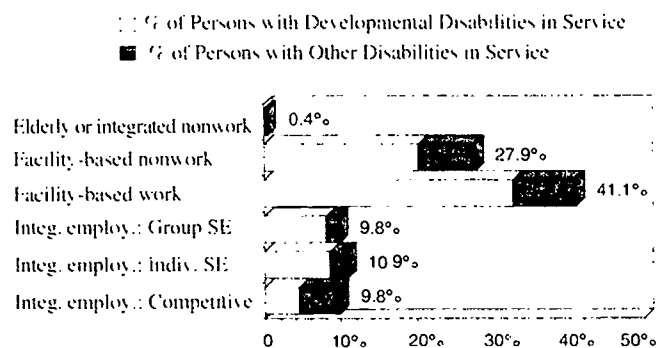 % of Persons with Developmental Disabilities in Service
% of Persons with Other Disabilities in Service
Elderly or integrated nonwork 0.4%
Facility-based nonwork 27.9%
Facility-based work 41.1%
Integ. employ.: Group SE 9.8%
Integ. employ.: indiv. SE 10.9%
Integ. employ.: Competitive 9.8%
0 10% 20% 30% 40% 50%